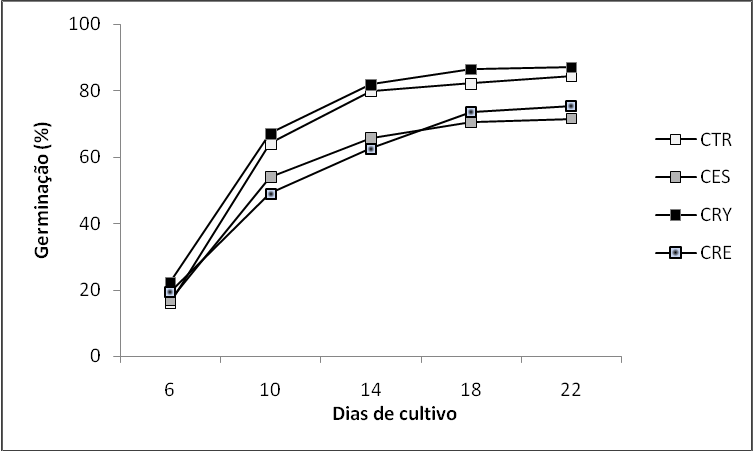 100
80
60
40
20
0
Germinação (%)
6 10 14 18 22
Dias de cultivo
CTR
CES
CRY
CRE